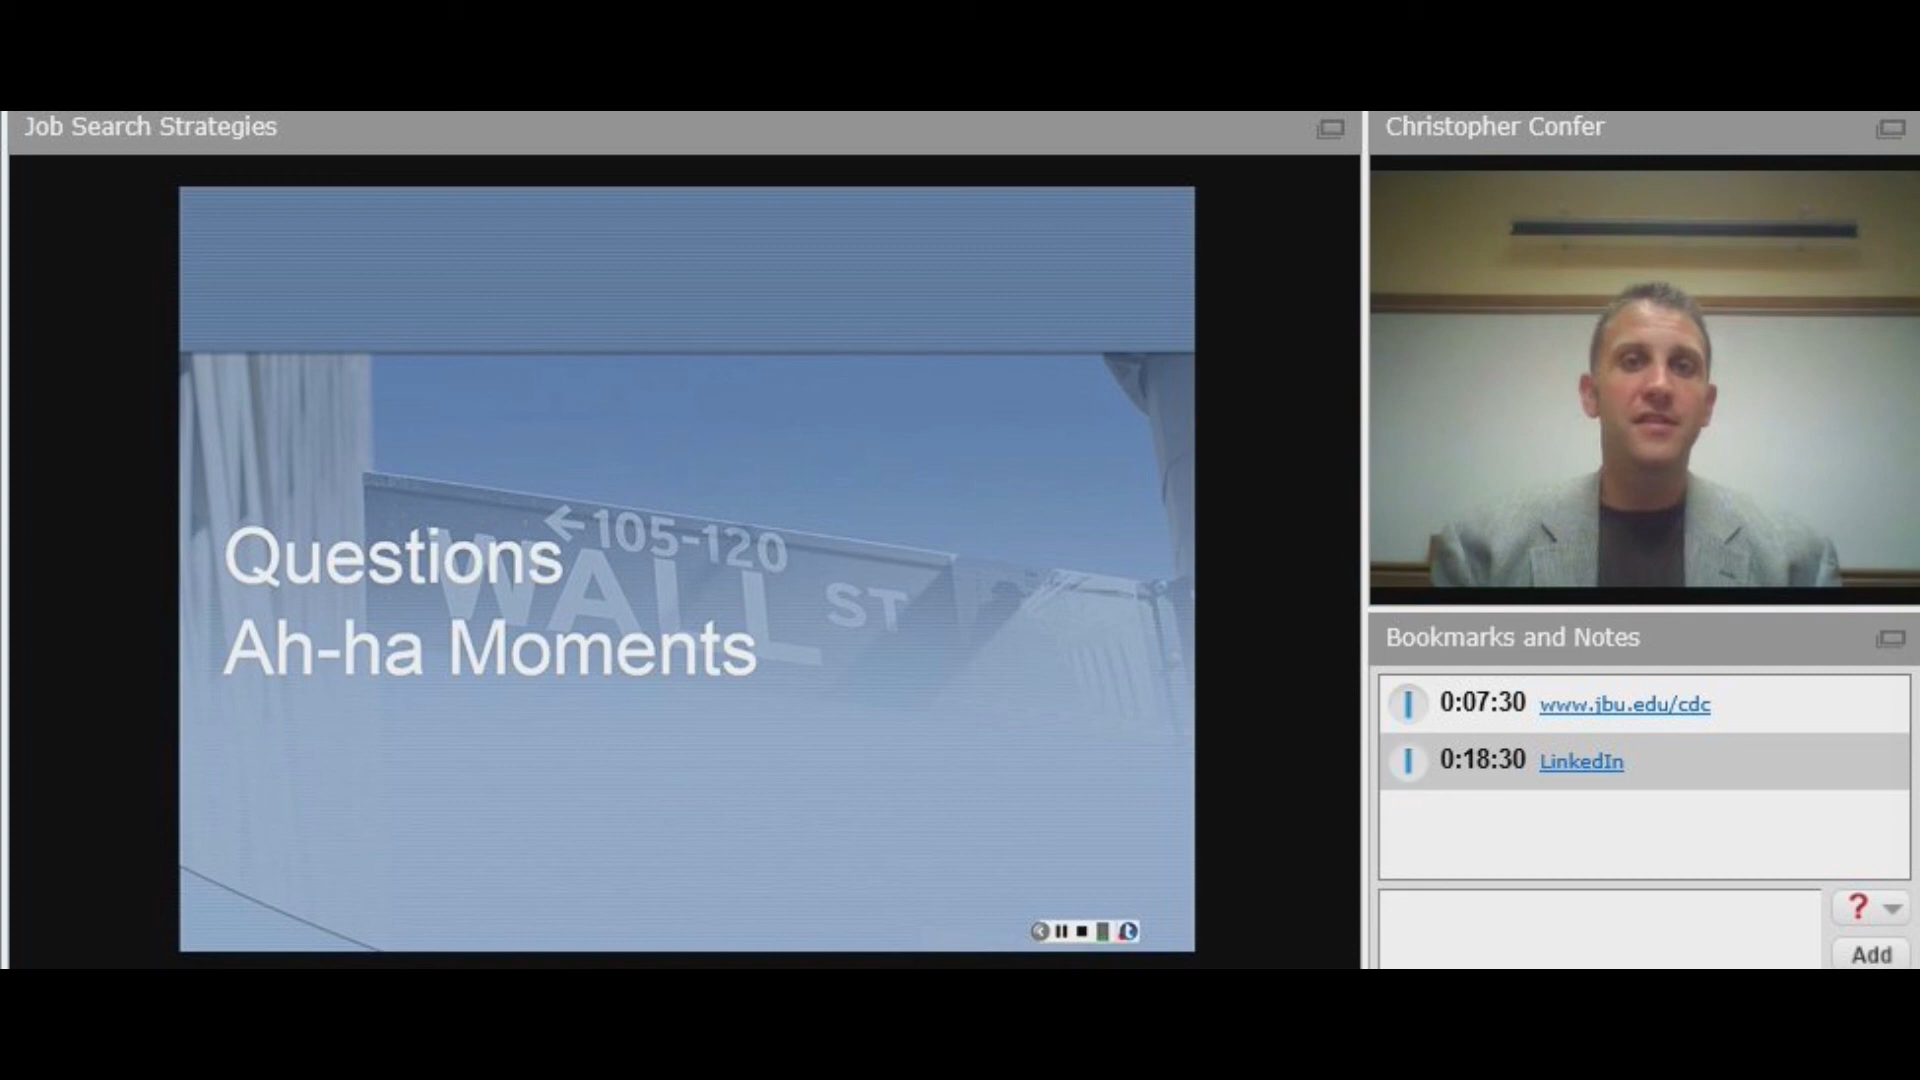 Job Search Strategies
Christopher Confer
←105-120
WALL ST
Questions
Ah-ha Moments
Bookmarks and Notes
0:07:30 www.jbu.edu/cdc
0:18:30 LinkedIn
?
Add